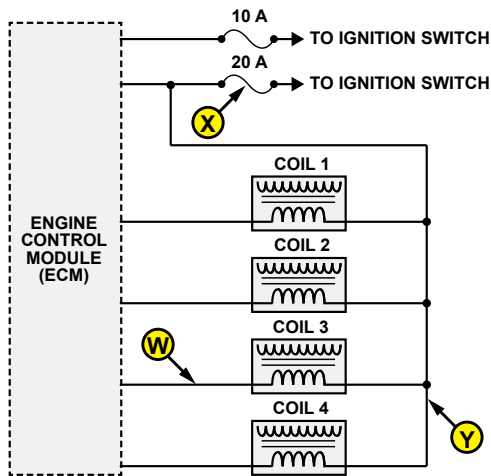 10 A
TO IGNITION SWITCH
20 A
TO IGNITION SWITCH
X
COIL 1
ENGINE
CONTROL
MODULE
(ECM)
COIL 2
W
COIL 3
COIL 4
Y